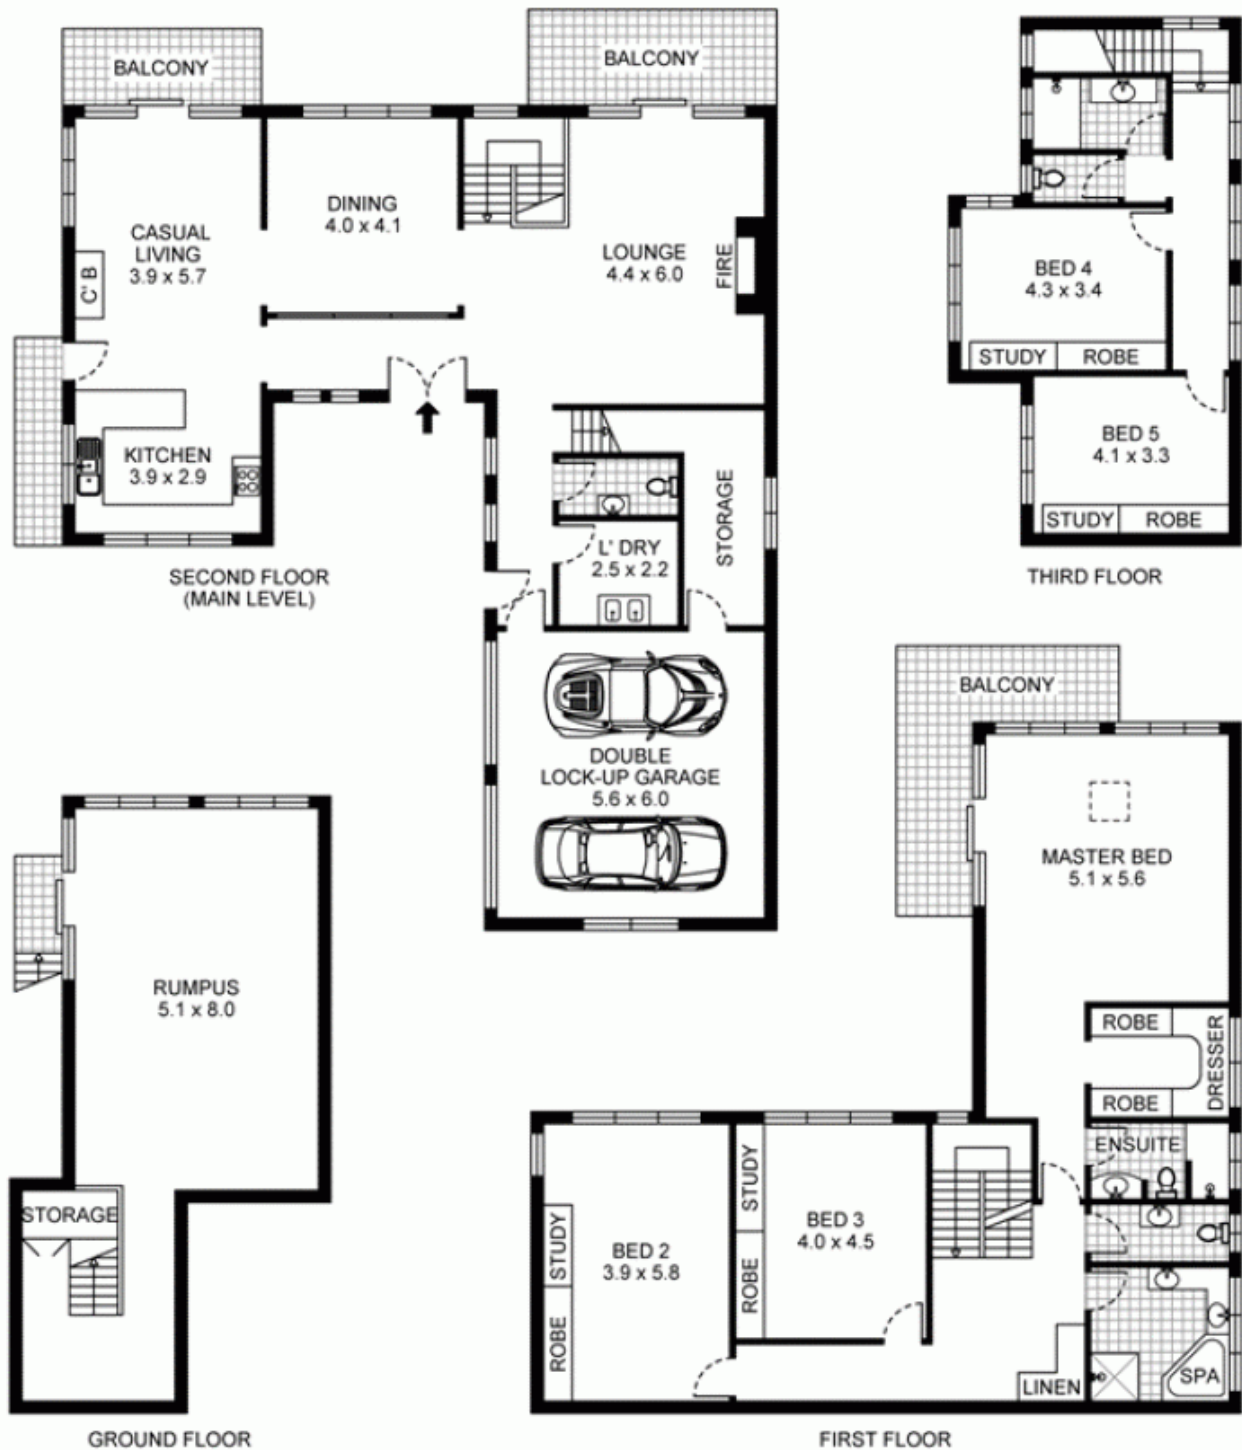 BALCONY
CASUAL
LIVING
3.9 x 5.7
C' B
DINING
4.0 x 4.1
BALCONY
LOUNGE
4.4 x 6.0
FIRE
KITCHEN
3.9 x 2.9
STORAGE
L' DRY
2.5 x 2.2
DOUBLE
LOCK-UP GARAGE
5.6 x 6.0
SECOND FLOOR
(MAIN LEVEL)
BED 4
4.3 x 3.4
STUDY
ROBE
BED 5
4.1 x 3.3
STUDY
ROBE
THIRD FLOOR
RUMPUS
5.1 x 8.0
STORAGE
GROUND FLOOR
BALCONY
MASTER BED
5.1 x 5.6
ROBE
DRESSER
ROBE
ENSUITE
STUDY
ROBE
BED 2
3.9 x 5.8
STUDY
ROBE
BED 3
4.0 x 4.5
LINEN
SPA
FIRST FLOOR